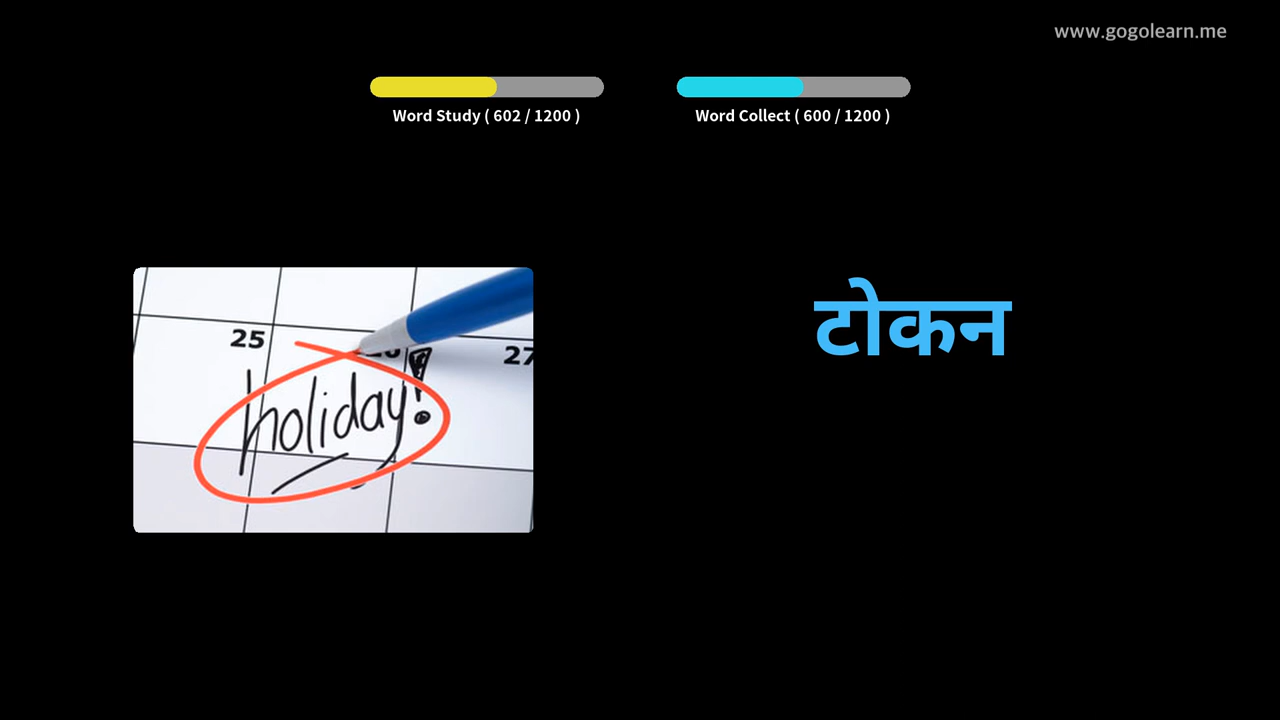 www.gogolearn.me
Word Study ( 602 / 1200 )
Word Collect ( 600 / 1200 )
टोकन
25
27
holiday!